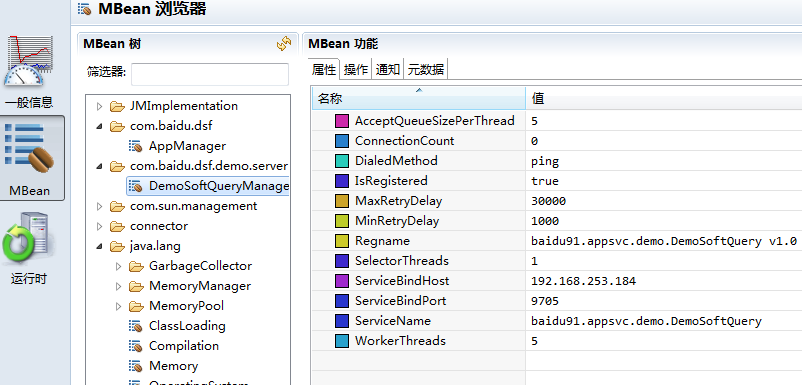 MBean 浏览器
一般信息
MBean
运行时
MBean 树
筛选器:
JMImplementation
com.baidu.dsf
AppManager
com.baidu.dsf.demo.server
DemoSoftQueryManage
com.sun.management
connector
java.lang
GarbageCollector
MemoryManager
MemoryPool
ClassLoading
Compilation
Memory
OperatingSystem
MBean 功能
属性 操作 通知 元数据
名称 值
AcceptQueueSizePerThread 5
ConnectionCount 0
DialedMethod ping
IsRegistered true
MaxRetryDelay 30000
MinRetryDelay 1000
Regname baidu91.appsvc.demo.DemoSoftQuery v1.0
SelectorThreads 1
ServiceBindHost 192.168.253.184
ServiceBindPort 9705
ServiceName baidu91.appsvc.demo.DemoSoftQuery
WorkerThreads 5